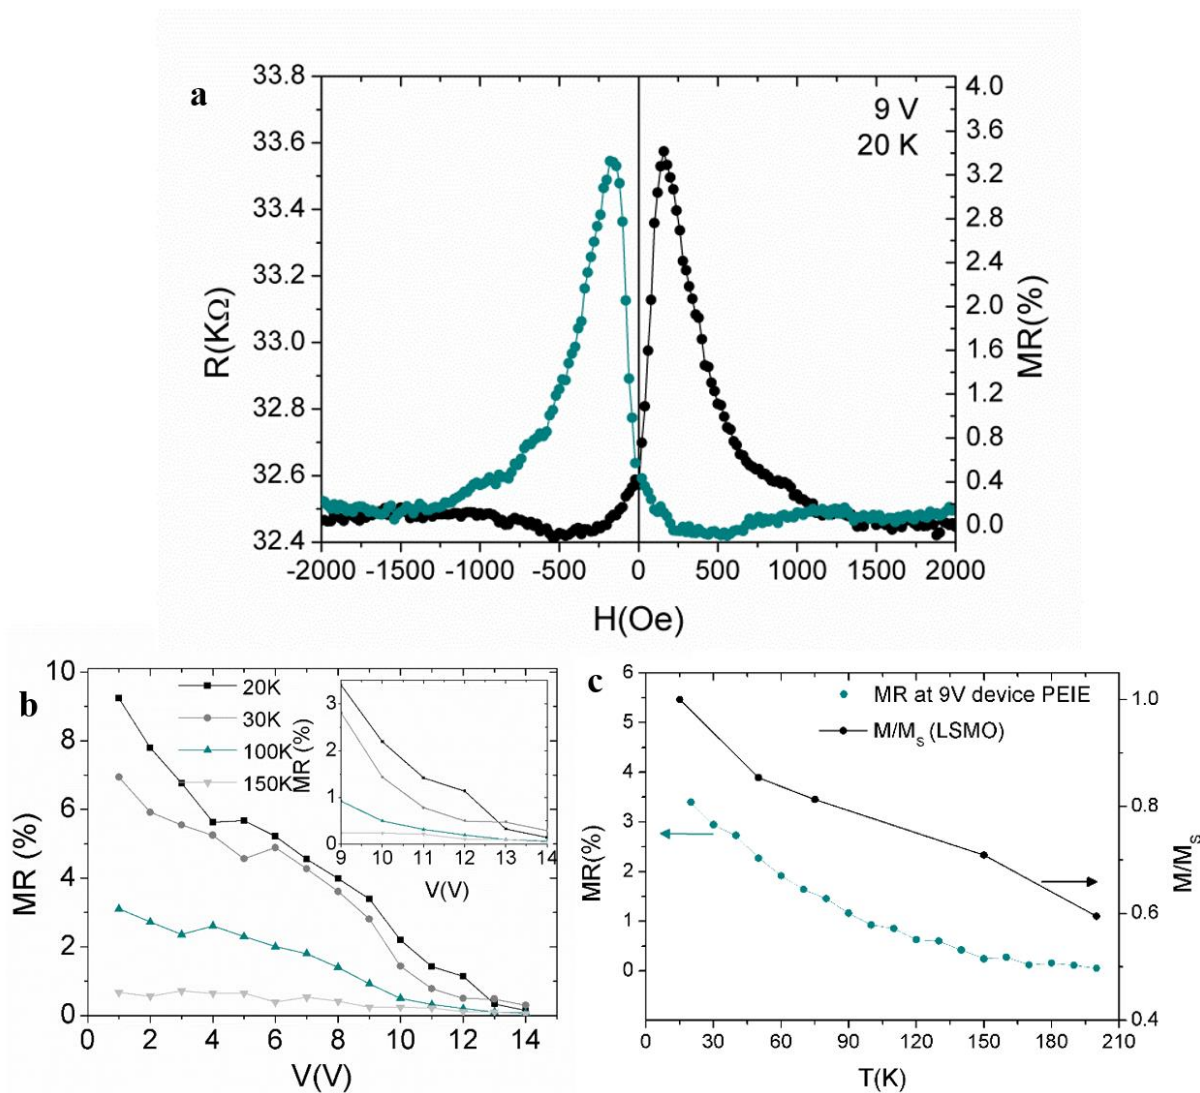 a
9 V
20 K
33.8
33.6
33.4
33.2
33.0
32.8
32.6
32.4
R(KΩ)
4.0
3.6
3.2
2.8
2.4
2.0
1.6
1.2
0.8
0.4
0.0
MR(%)
-2000 -1500 -1000 -500 0 500 1000 1500 2000
H(Oe)
b
20K
30K
100K
150K
10
8
6
4
2
0
MR (%)
0 2 4 6 8 10 12 14
V(V)
3
2
1
0
MR (%)
9 10 11 12 13 14
V(V)
c
MR at 9V device PEIE
M/Ms (LSMO)
6
5
4
3
2
1
0
MR(%)
1.0
0.8
0.6
0.4
M/Ms
0 30 60 90 120 150 180 210
T(K)